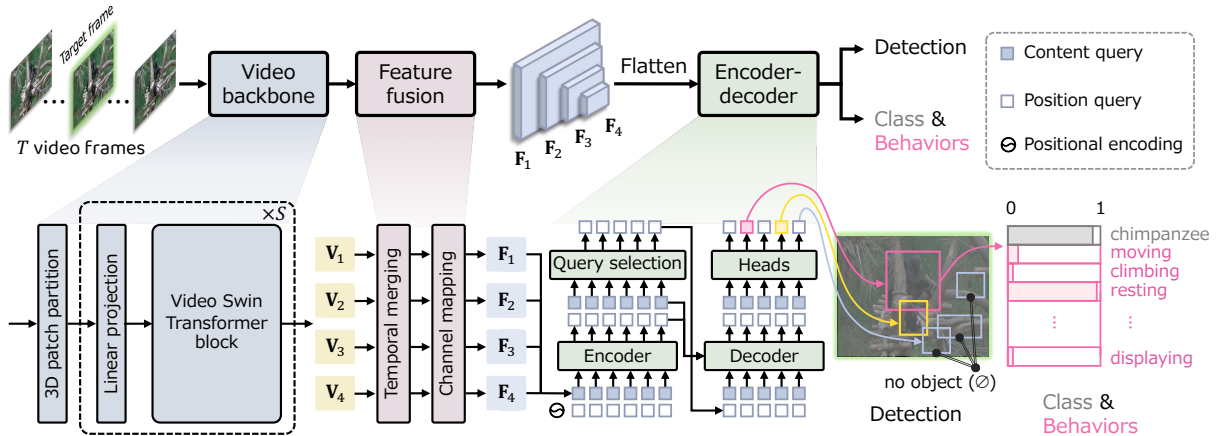 Target frame
T video frames
Video
backbone
Feature
fusion
F1
F2
F3
F4
Flatten
Encoder-
decoder
Detection
Class &
Behaviors
Content query
Position query
Positional encoding
3D patch partition
×S
Linear projection
Video Swin
Transformer
block
V1
V2
V3
V4
Temporal merging
Channel mapping
F1
F2
F3
F4
Query selection
Encoder
Heads
Decoder
no object (∅)
Detection
0 1
chimpanzee
moving
climbing
resting
⋮ ⋮
displaying
Class &
Behaviors